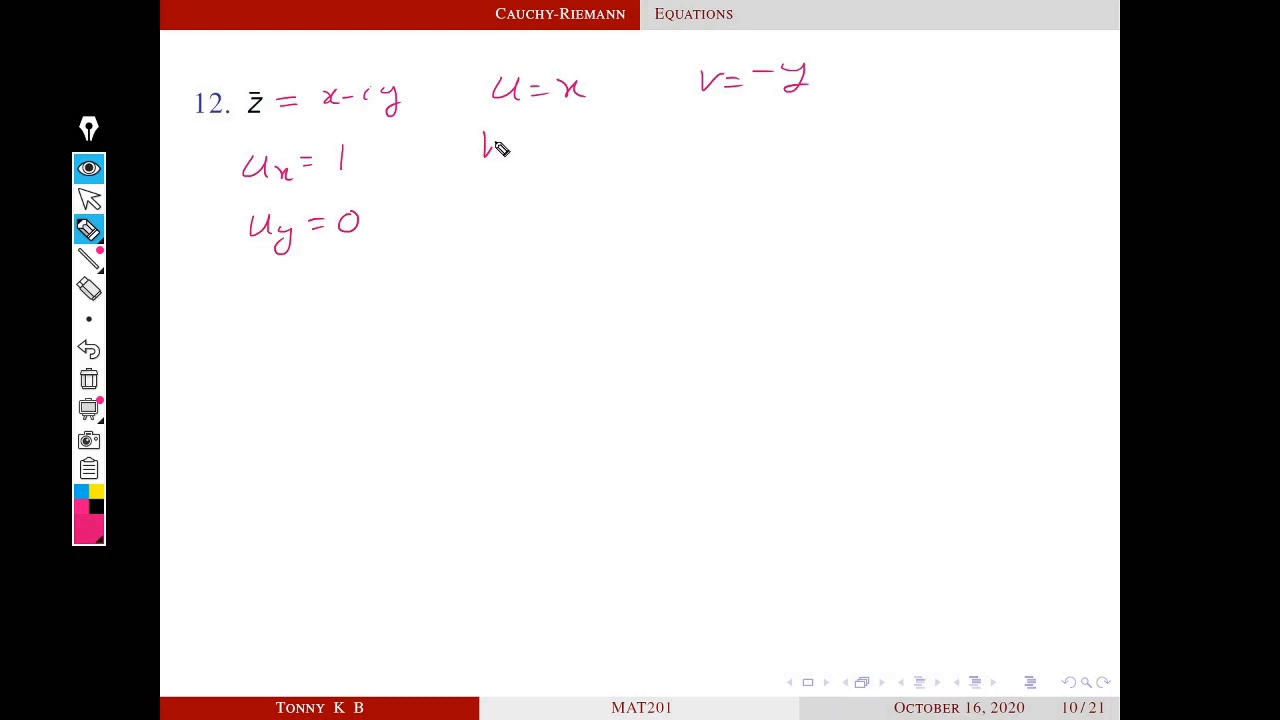 CAUCHY-RIEMANN EQUATIONS
12. z̄ = x-iy u = x v = -y
u_x = 1 v
u_y = 0
TONNY K B MAT201 OCTOBER 16, 2020 10 / 21